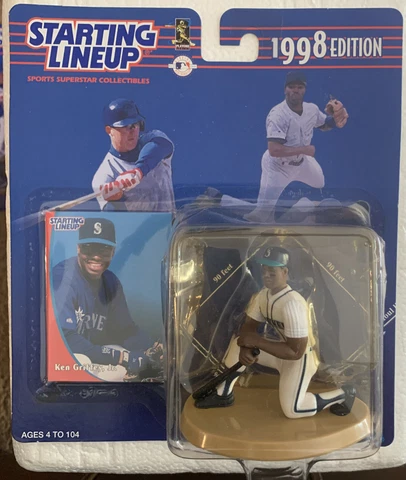 STARTING
LINEUP
SPORTS SUPERSTAR COLLECTIBLES
1998 EDITION
STARTING
LINEUP
S
Ken Griffey, Jr.
90 feet
90 feet
AGES 4 TO 104